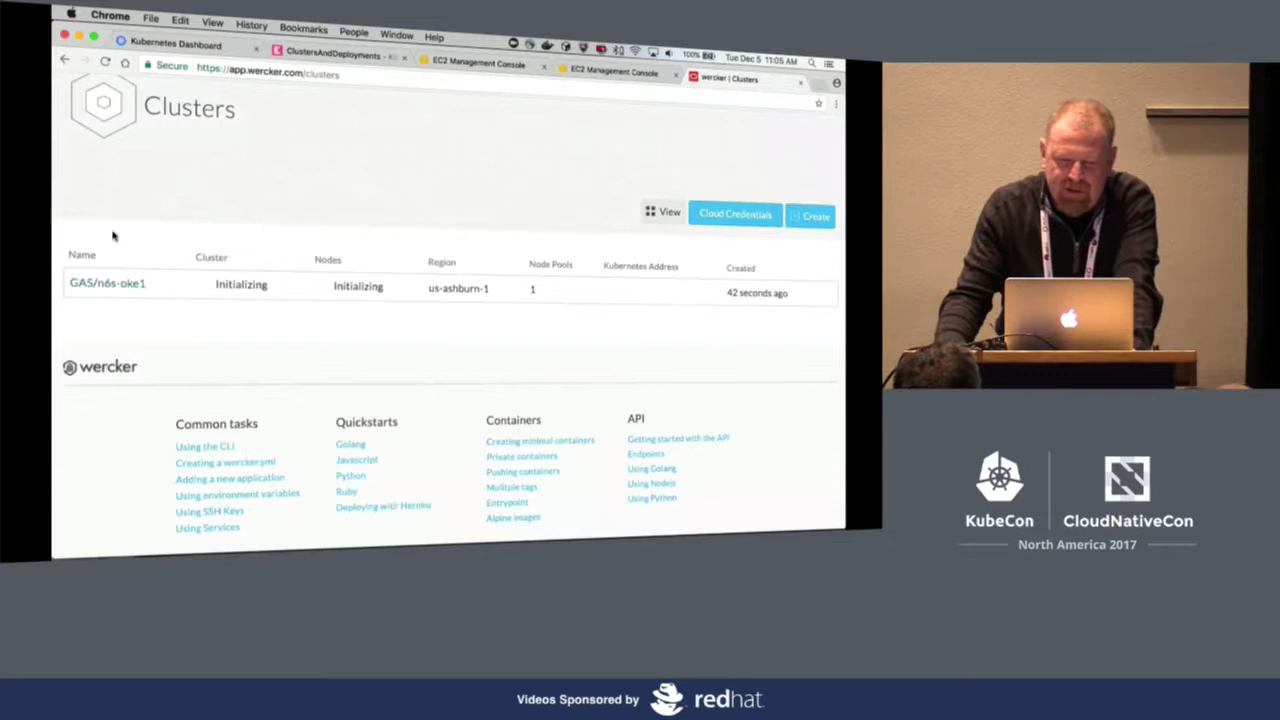 Chrome File Edit View History Bookmarks People Window Help 100% Tue Dec 5 11:05 AM
Kubernetes Dashboard ClustersAndDeployments EC2 Management Console EC2 Management Console wercker | Clusters
Secure https://app.wercker.com/clusters
Clusters
View Cloud Credentials Create
Name Cluster Nodes Region Node Pools Kubernetes Address Created
GAS/n6s-oke1 Initializing Initializing us-ashburn-1 1 42 seconds ago
wercker
Common tasks
Using the CLI
Creating a wercker.yml
Adding a new application
Using environment variables
Using SSH Keys
Using Services
Quickstarts
Golang
Javascript
Python
Ruby
Deploying with Heroku
Containers
Creating minimal containers
Private containers
Pushing containers
Mulitple tags
Entrypoint
Alpine images
API
Getting started with the API
Endpoints
Using Golang
Using Nodejs
Using Python
KubeCon CloudNativeCon
North America 2017
Videos Sponsored by redhat